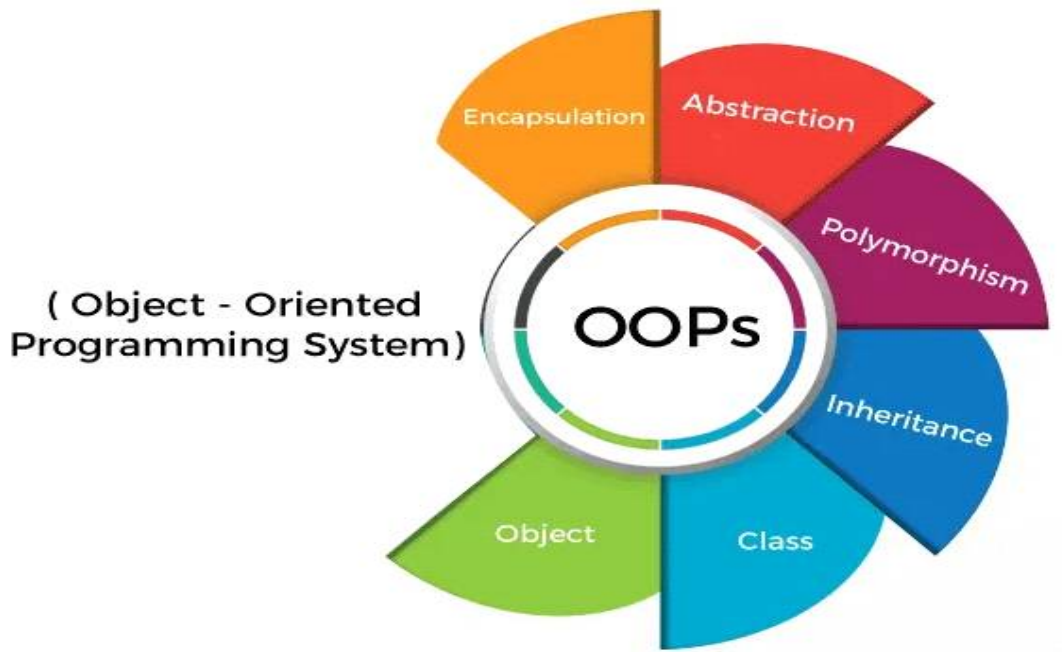 Encapsulation
Abstraction
Polymorphism
( Object - Oriented
Programming System)
OOPs
Inheritance
Object
Class